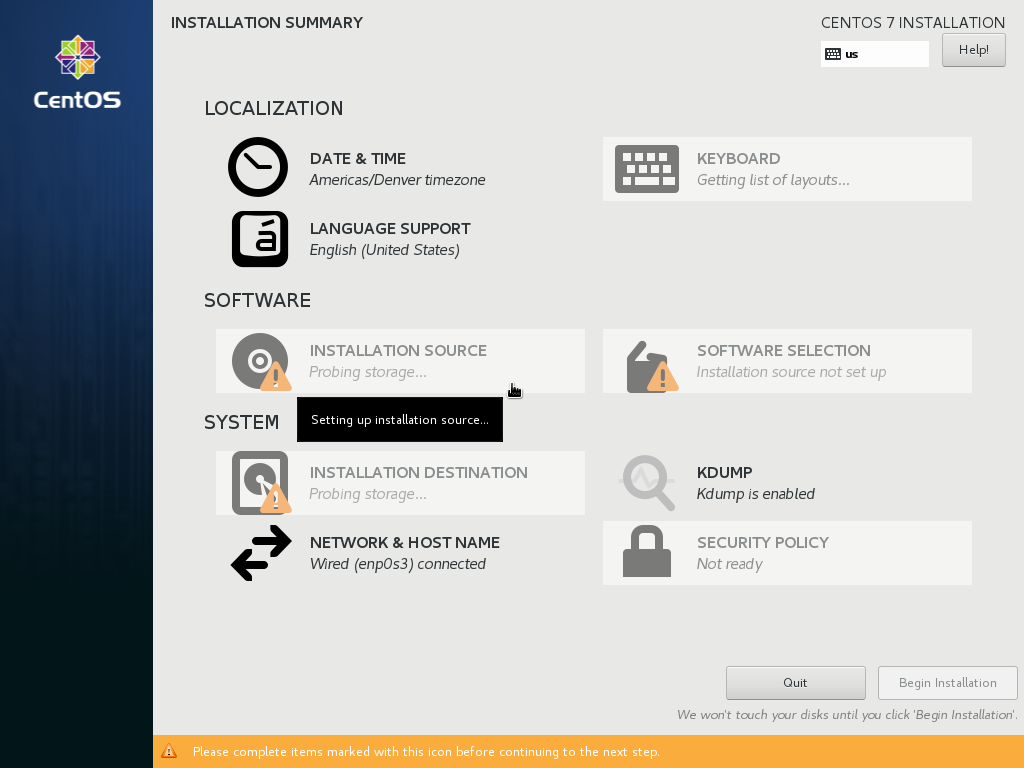 INSTALLATION SUMMARY
CENTOS 7 INSTALLATION
us
Help!
CentOS
LOCALIZATION
DATE & TIME
Americas/Denver timezone
KEYBOARD
Getting list of layouts...
LANGUAGE SUPPORT
English (United States)
SOFTWARE
INSTALLATION SOURCE
Probing storage...
SOFTWARE SELECTION
Installation source not set up
SYSTEM
Setting up installation source...
INSTALLATION DESTINATION
Probing storage...
KDUMP
Kdump is enabled
NETWORK & HOST NAME
Wired (enp0s3) connected
SECURITY POLICY
Not ready
Quit
Begin Installation
We won't touch your disks until you click 'Begin Installation'.
Please complete items marked with this icon before continuing to the next step.